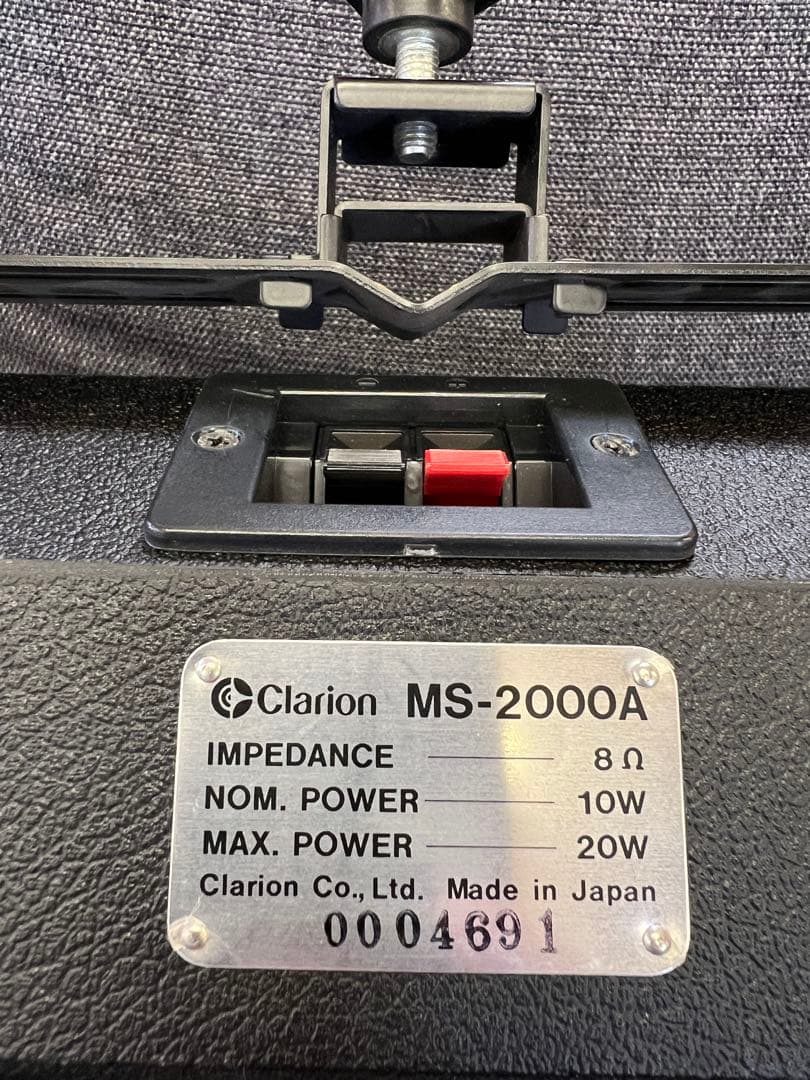 ⊖ ⊕
Clarion MS-2000A
IMPEDANCE 8Ω
NOM. POWER 10W
MAX. POWER 20W
Clarion Co., Ltd. Made in Japan
0004691